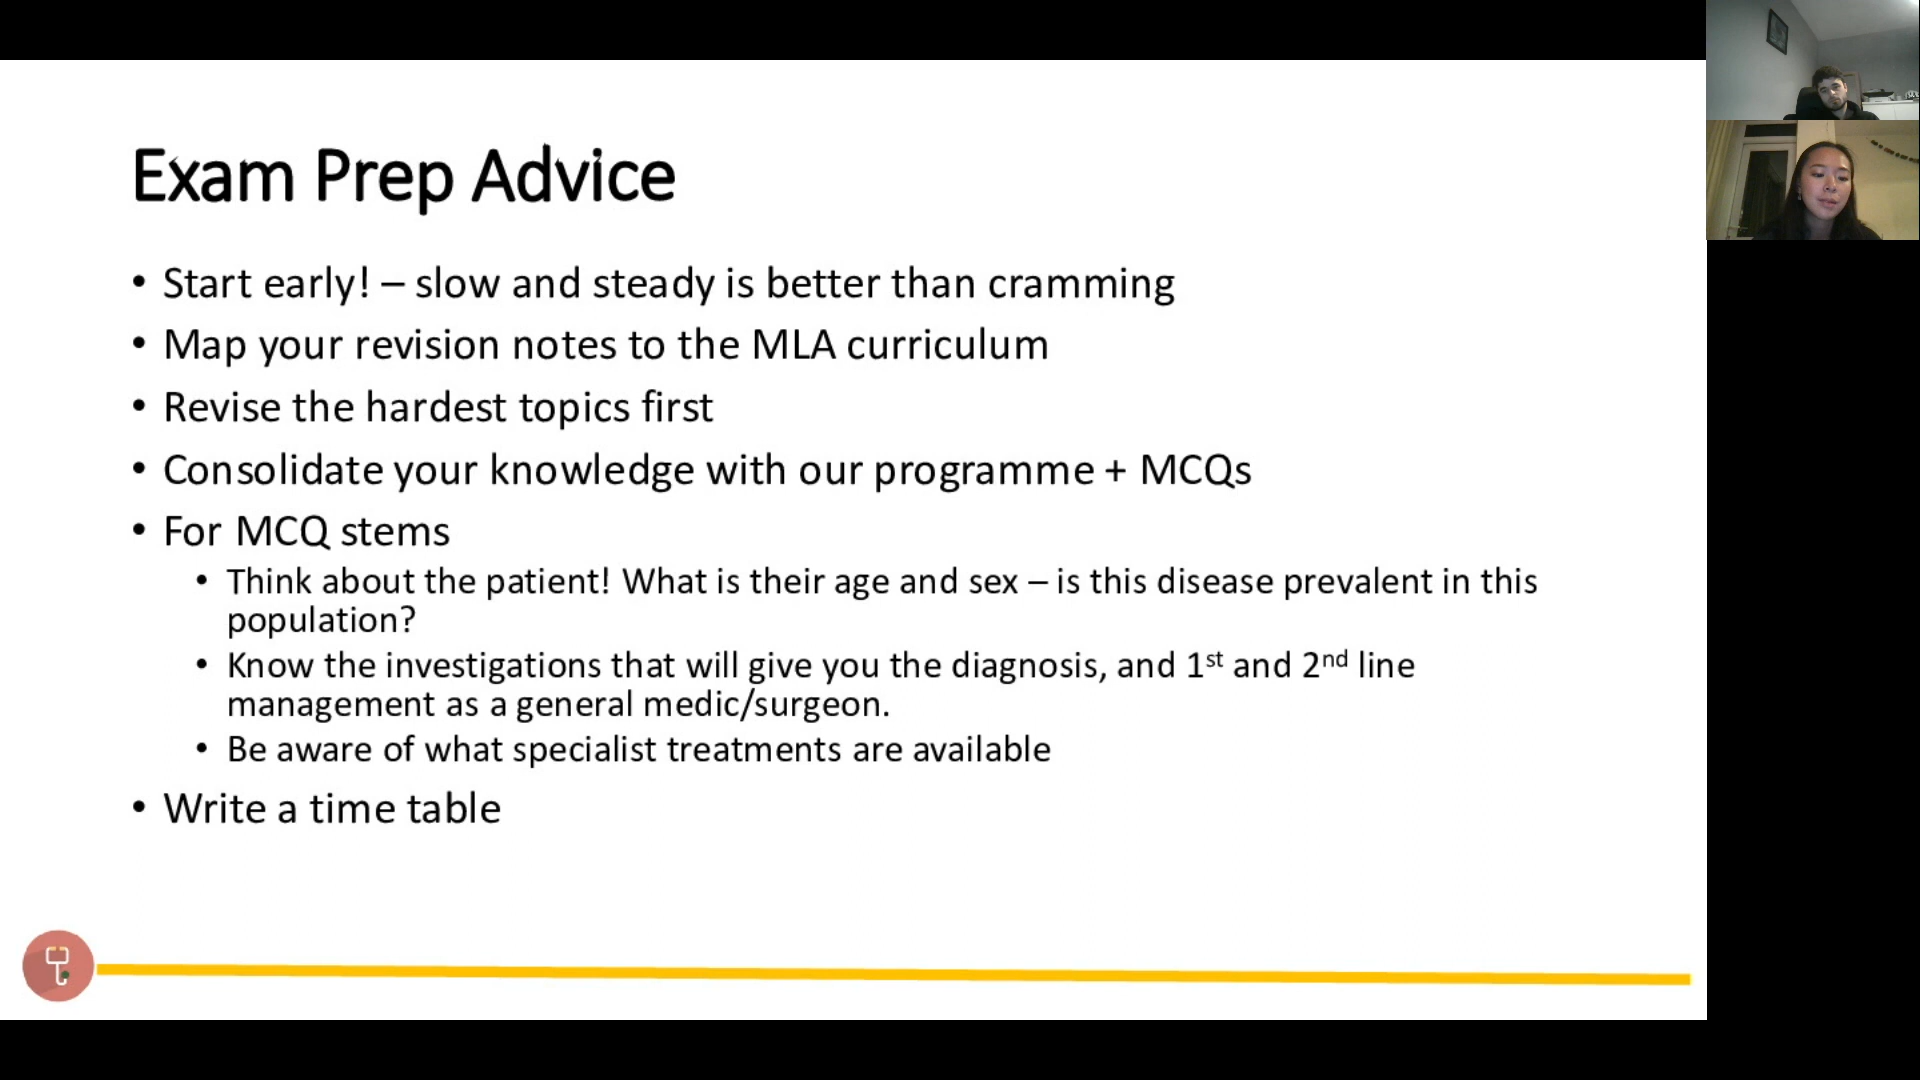 Exam Prep Advice
• Start early! – slow and steady is better than cramming
• Map your revision notes to the MLA curriculum
• Revise the hardest topics first
• Consolidate your knowledge with our programme + MCQs
• For MCQ stems
• Think about the patient! What is their age and sex – is this disease prevalent in this
population?
• Know the investigations that will give you the diagnosis, and 1st and 2nd line
management as a general medic/surgeon.
• Be aware of what specialist treatments are available
• Write a time table